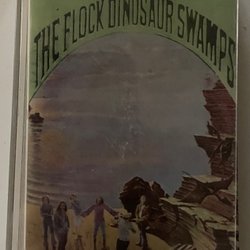 THE FLOCK DINOSAUR SWAMPS